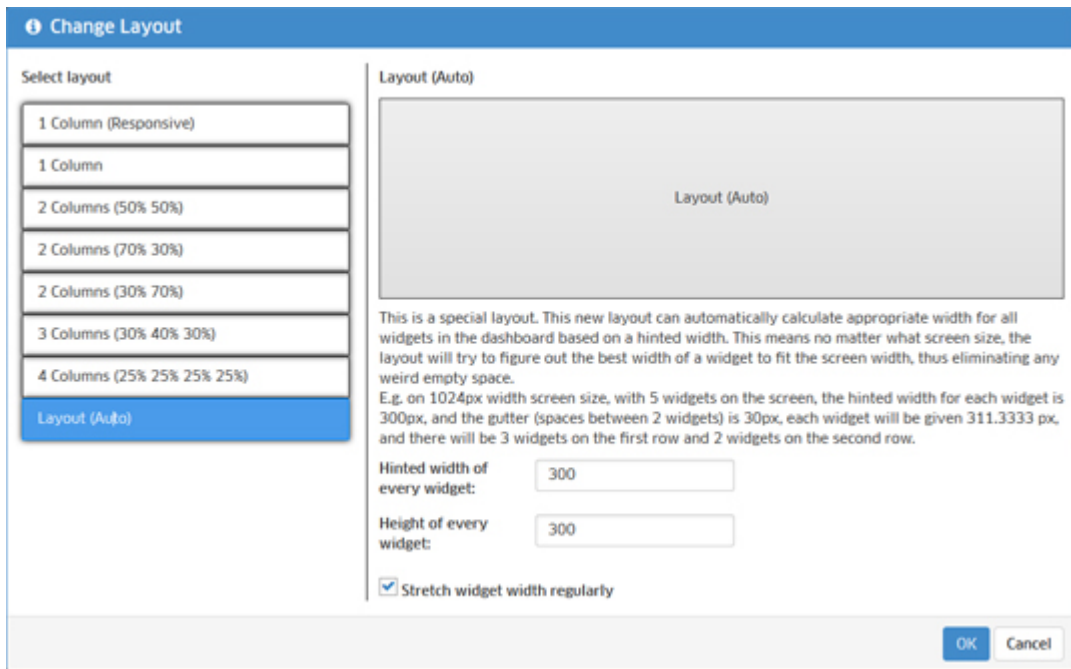 Change Layout
Select layout
1 Column (Responsive)
1 Column
2 Columns (50% 50%)
2 Columns (70% 30%)
2 Columns (30% 70%)
3 Columns (30% 40% 30%)
4 Columns (25% 25% 25% 25%)
Layout (Auto)
Layout (Auto)
Layout (Auto)
This is a special layout. This new layout can automatically calculate appropriate width for all
widgets in the dashboard based on a hinted width. This means no matter what screen size, the
layout will try to figure out the best width of a widget to fit the screen width, thus eliminating any
weird empty space.
E.g. on 1024px width screen size, with 5 widgets on the screen, the hinted width for each widget is
300px, and the gutter (spaces between 2 widgets) is 30px, each widget will be given 311.3333 px,
and there will be 3 widgets on the first row and 2 widgets on the second row.
Hinted width of
every widget:
300
Height of every
widget:
300
Stretch widget width regularly
OK
Cancel